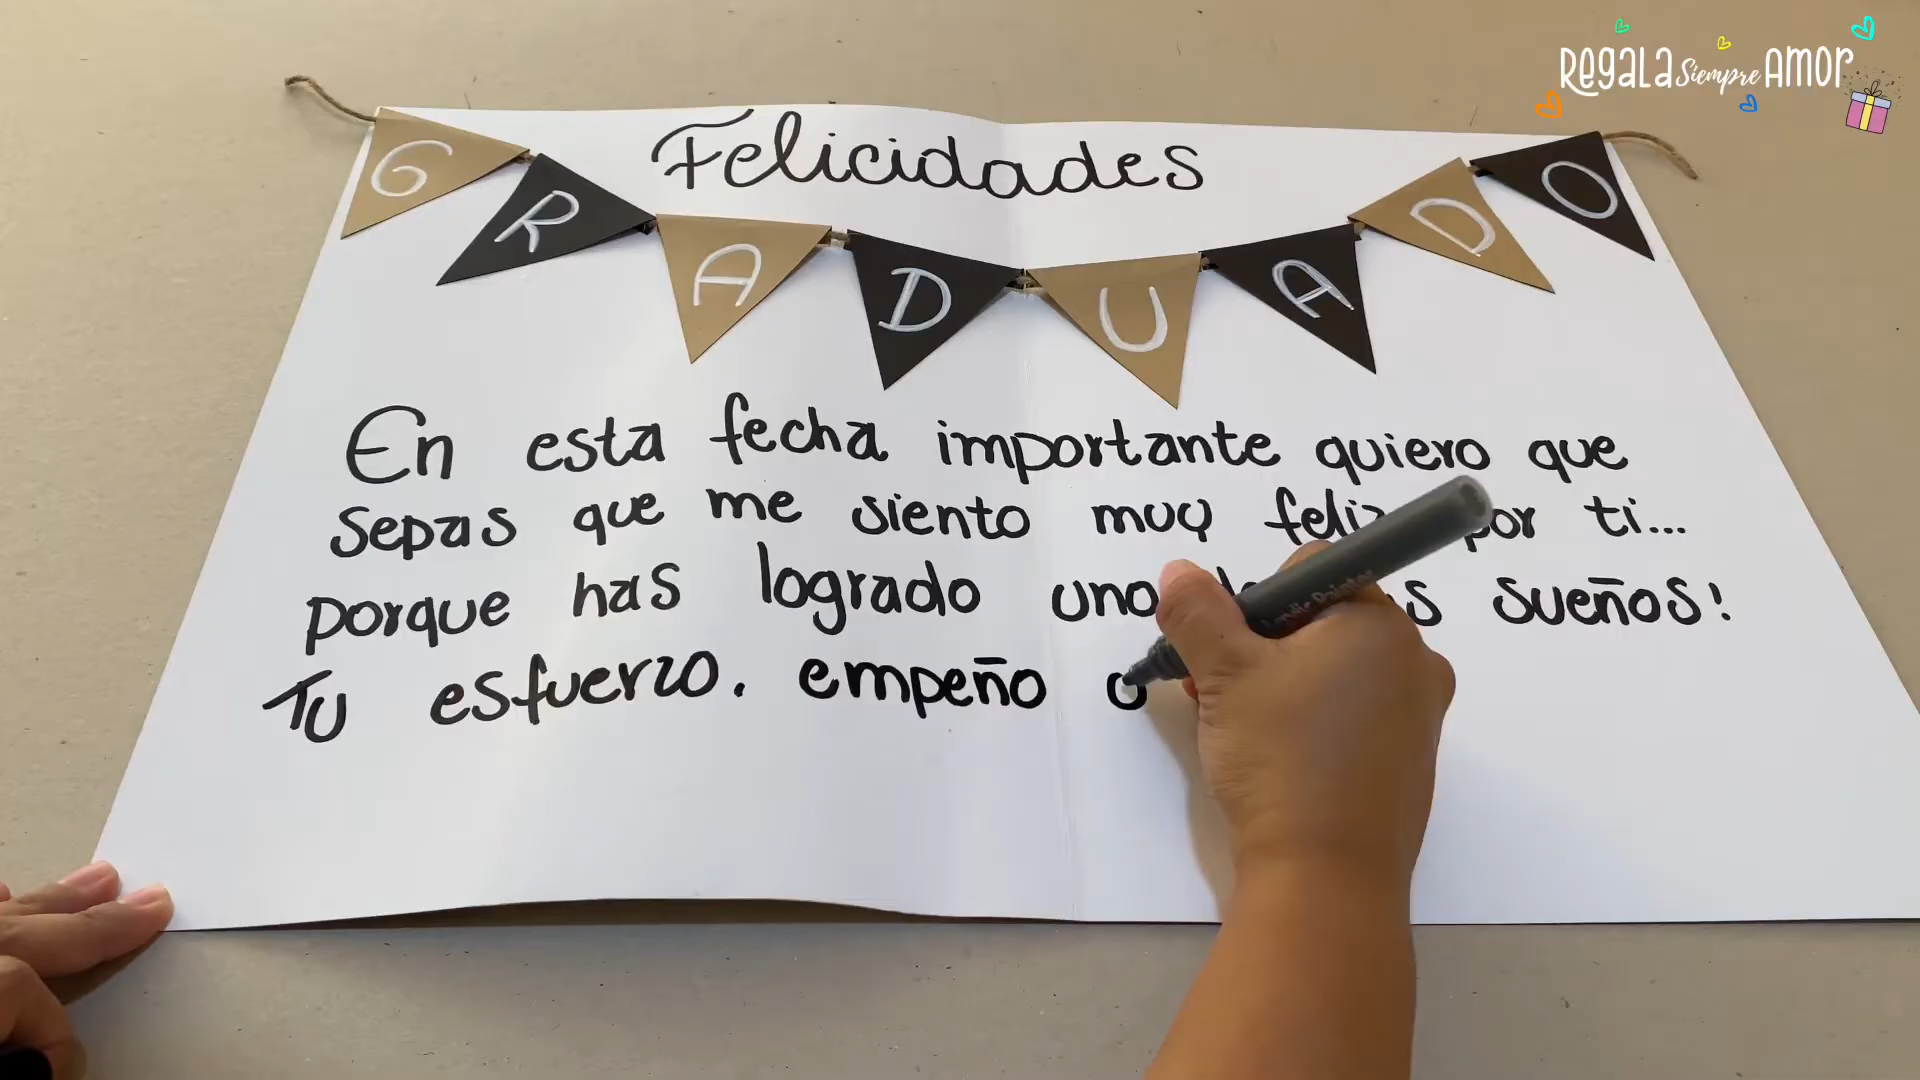 Regala Siempre Amor
Felicidades
GRADUADO
En esta fecha importante quiero que
sepas que me siento muy feliz por ti...
porque has logrado uno sueños!
Tu esfuerzo. empeño